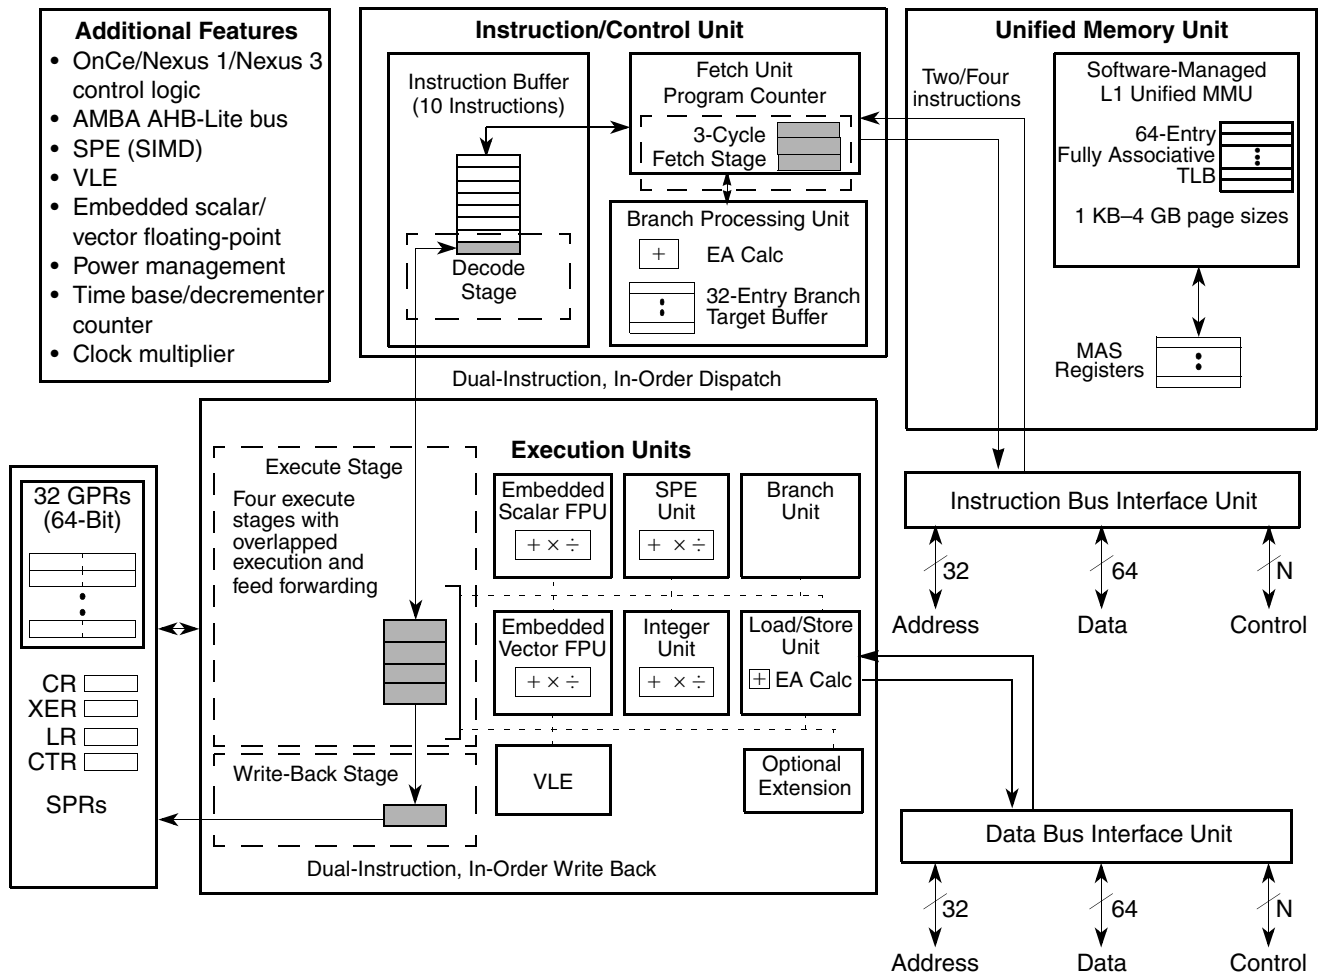 Additional Features
• OnCe/Nexus 1/Nexus 3
control logic
• AMBA AHB-Lite bus
• SPE (SIMD)
• VLE
• Embedded scalar/
vector floating-point
• Power management
• Time base/decrementer
counter
• Clock multiplier
Instruction/Control Unit
Instruction Buffer
(10 Instructions)
Decode
Stage
Fetch Unit
Program Counter
3-Cycle
Fetch Stage
Branch Processing Unit
+ EA Calc
32-Entry Branch
Target Buffer
Dual-Instruction, In-Order Dispatch
Unified Memory Unit
Two/Four
instructions
Software-Managed
L1 Unified MMU
64-Entry
Fully Associative
TLB
1 KB–4 GB page sizes
MAS
Registers
32 GPRs
(64-Bit)
CR
XER
LR
CTR
SPRs
Execution Units
Execute Stage
Four execute
stages with
overlapped
execution and
feed forwarding
Write-Back Stage
Embedded
Scalar FPU
+ × ÷
SPE
Unit
+ × ÷
Branch
Unit
Embedded
Vector FPU
+ × ÷
Integer
Unit
+ × ÷
Load/Store
Unit
+ EA Calc
VLE
Optional
Extension
Dual-Instruction, In-Order Write Back
Instruction Bus Interface Unit
32
64
N
Address
Data
Control
Data Bus Interface Unit
32
64
N
Address
Data
Control